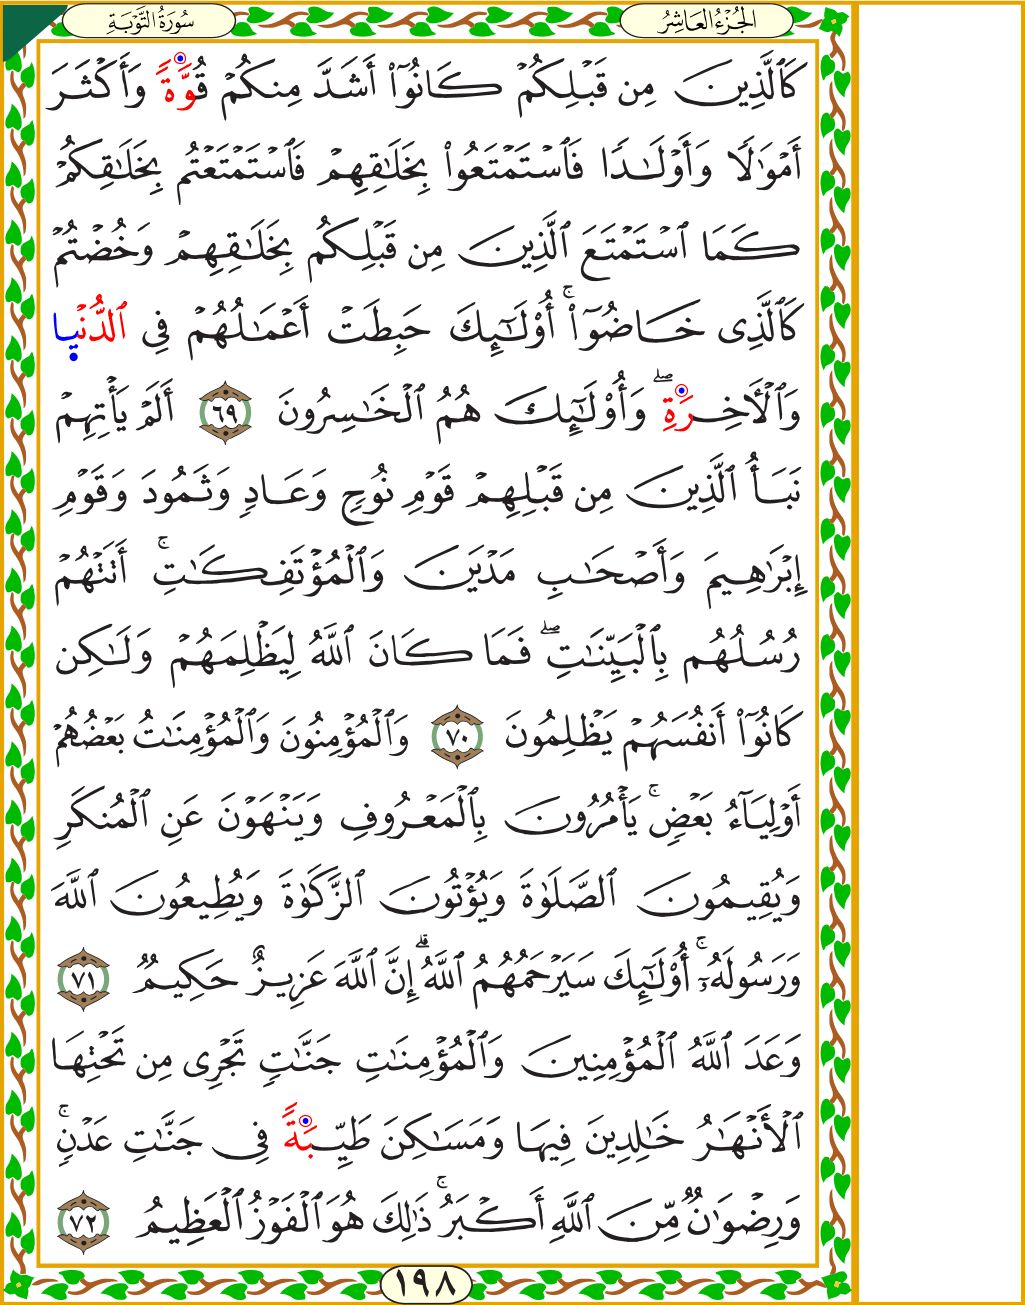 سُورَةُ التَّوْبَةِ
الجُزْءُ العَاشِرُ
كَٱلَّذِينَ مِن قَبْلِكُمْ كَانُوٓا۟ أَشَدَّ مِنكُمْ قُوَّةً وَأَكْثَرَ
أَمْوَٰلًا وَأَوْلَـٰدًا فَٱسْتَمْتَعُوا۟ بِخَلَـٰقِهِمْ فَٱسْتَمْتَعْتُم بِخَلَـٰقِكُمْ
كَمَا ٱسْتَمْتَعَ ٱلَّذِينَ مِن قَبْلِكُم بِخَلَـٰقِهِمْ وَخُضْتُمْ
كَٱلَّذِى خَاضُوٓا۟ ۚ أُو۟لَـٰٓئِكَ حَبِطَتْ أَعْمَـٰلُهُمْ فِى ٱلدُّنْيَا
وَٱلْـَٔاخِرَةِ ۖ وَأُو۟لَـٰٓئِكَ هُمُ ٱلْخَـٰسِرُونَ ٦٩ أَلَمْ يَأْتِهِمْ
نَبَأُ ٱلَّذِينَ مِن قَبْلِهِمْ قَوْمِ نُوحٍ وَعَادٍ وَثَمُودَ وَقَوْمِ
إِبْرَٰهِيمَ وَأَصْحَـٰبِ مَدْيَنَ وَٱلْمُؤْتَفِكَـٰتِ ۚ أَتَتْهُمْ
رُسُلُهُم بِٱلْبَيِّنَـٰتِ ۖ فَمَا كَانَ ٱللَّهُ لِيَظْلِمَهُمْ وَلَـٰكِن
كَانُوٓا۟ أَنفُسَهُمْ يَظْلِمُونَ ٧٠ وَٱلْمُؤْمِنُونَ وَٱلْمُؤْمِنَـٰتُ بَعْضُهُمْ
أَوْلِيَآءُ بَعْضٍ ۚ يَأْمُرُونَ بِٱلْمَعْرُوفِ وَيَنْهَوْنَ عَنِ ٱلْمُنكَرِ
وَيُقِيمُونَ ٱلصَّلَوٰةَ وَيُؤْتُونَ ٱلزَّكَوٰةَ وَيُطِيعُونَ ٱللَّهَ
وَرَسُولَهُۥٓ ۚ أُو۟لَـٰٓئِكَ سَيَرْحَمُهُمُ ٱللَّهُ ۗ إِنَّ ٱللَّهَ عَزِيزٌ حَكِيمٌ ٧١
وَعَدَ ٱللَّهُ ٱلْمُؤْمِنِينَ وَٱلْمُؤْمِنَـٰتِ جَنَّـٰتٍ تَجْرِى مِن تَحْتِهَا
ٱلْأَنْهَـٰرُ خَـٰلِدِينَ فِيهَا وَمَسَـٰكِنَ طَيِّبَةً فِى جَنَّـٰتِ عَدْنٍ ۚ
وَرِضْوَٰنٌ مِّنَ ٱللَّهِ أَكْبَرُ ۚ ذَٰلِكَ هُوَ ٱلْفَوْزُ ٱلْعَظِيمُ ٧٢
١٩٨